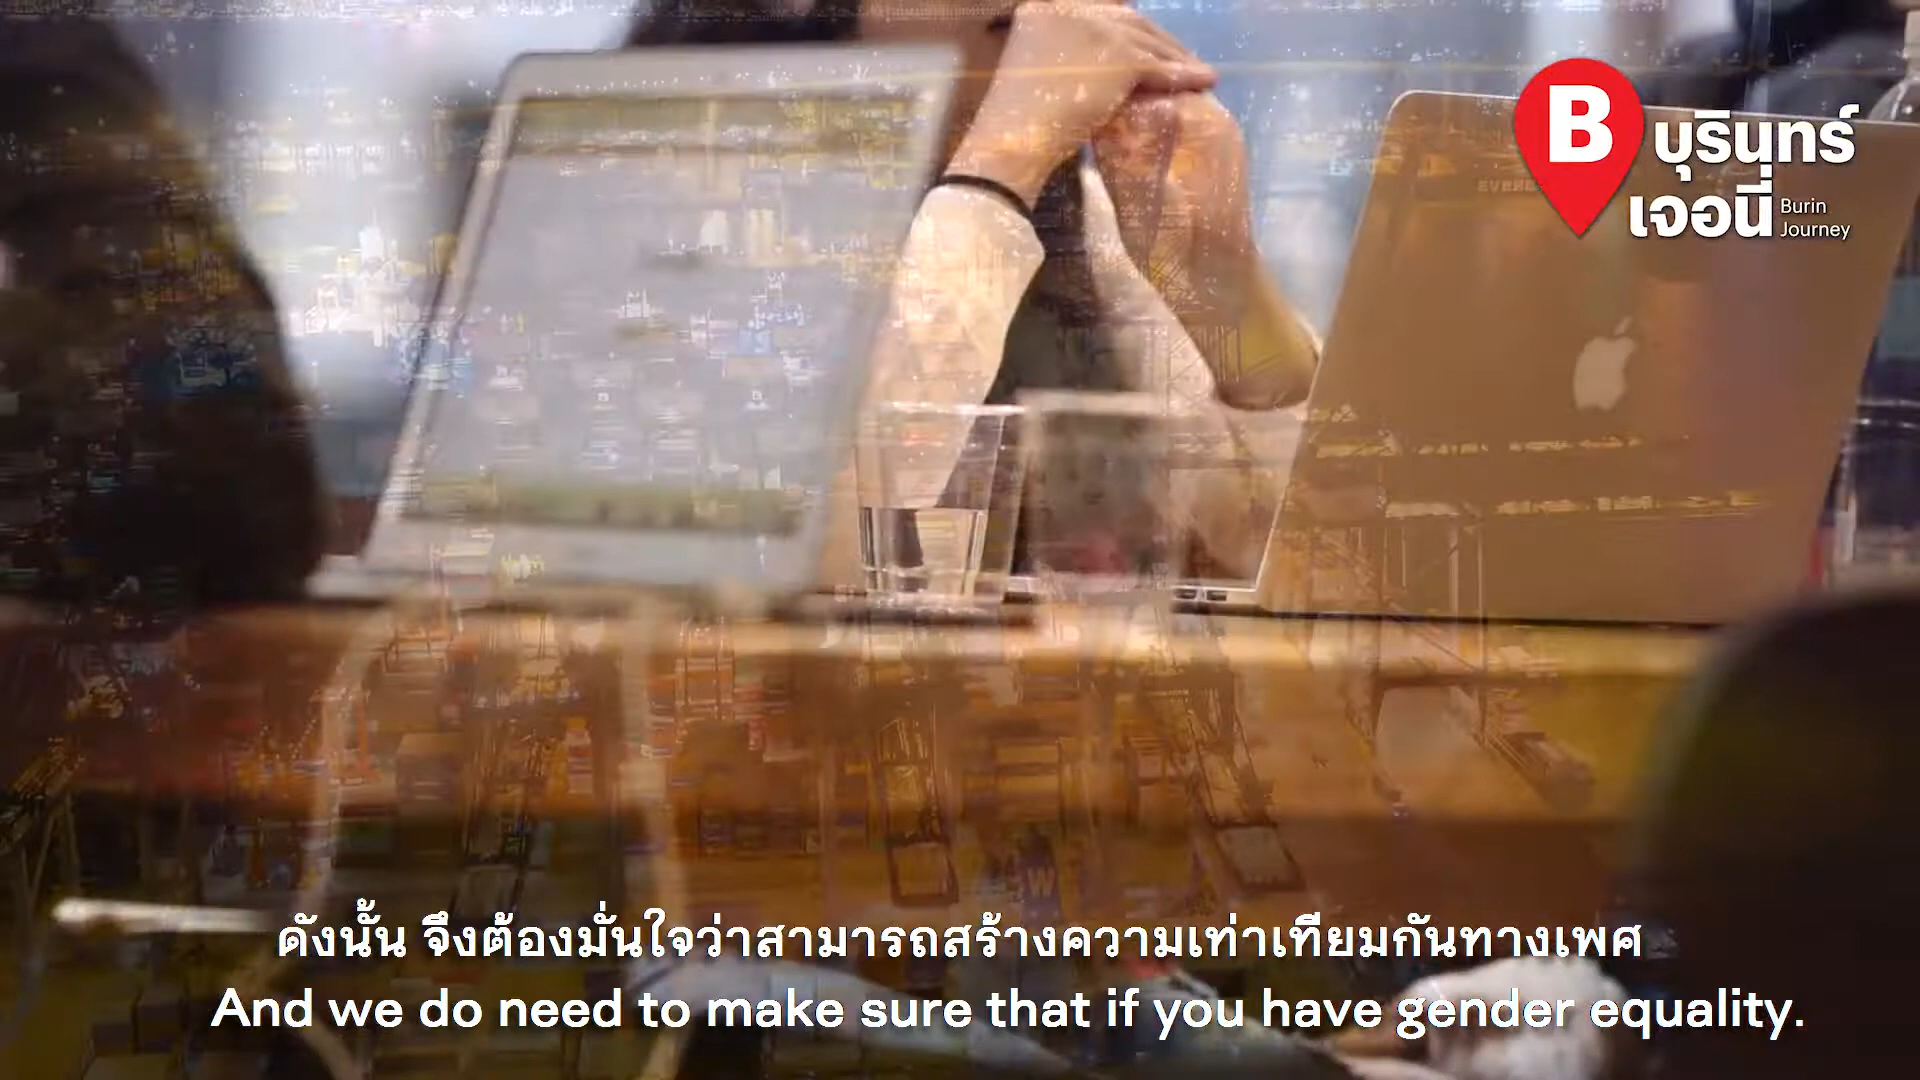 B
บุรินทร์
เจอนี่
Burin
Journey
ดังนั้น จึงต้องมั่นใจว่าสามารถสร้างความเท่าเทียมกันทางเพศ
And we do need to make sure that if you have gender equality.